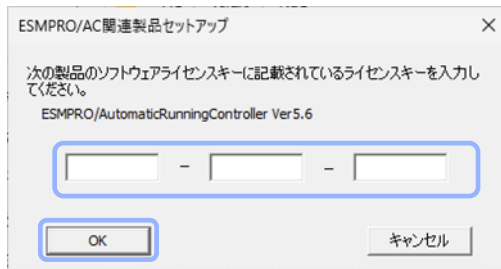 ESMPRO/AC関連製品セットアップ
次の製品のソフトウェアライセンスキーに記載されているライセンスキーを入力し
てください。
ESMPRO/AutomaticRunningController Ver5.6
– –
OK キャンセル